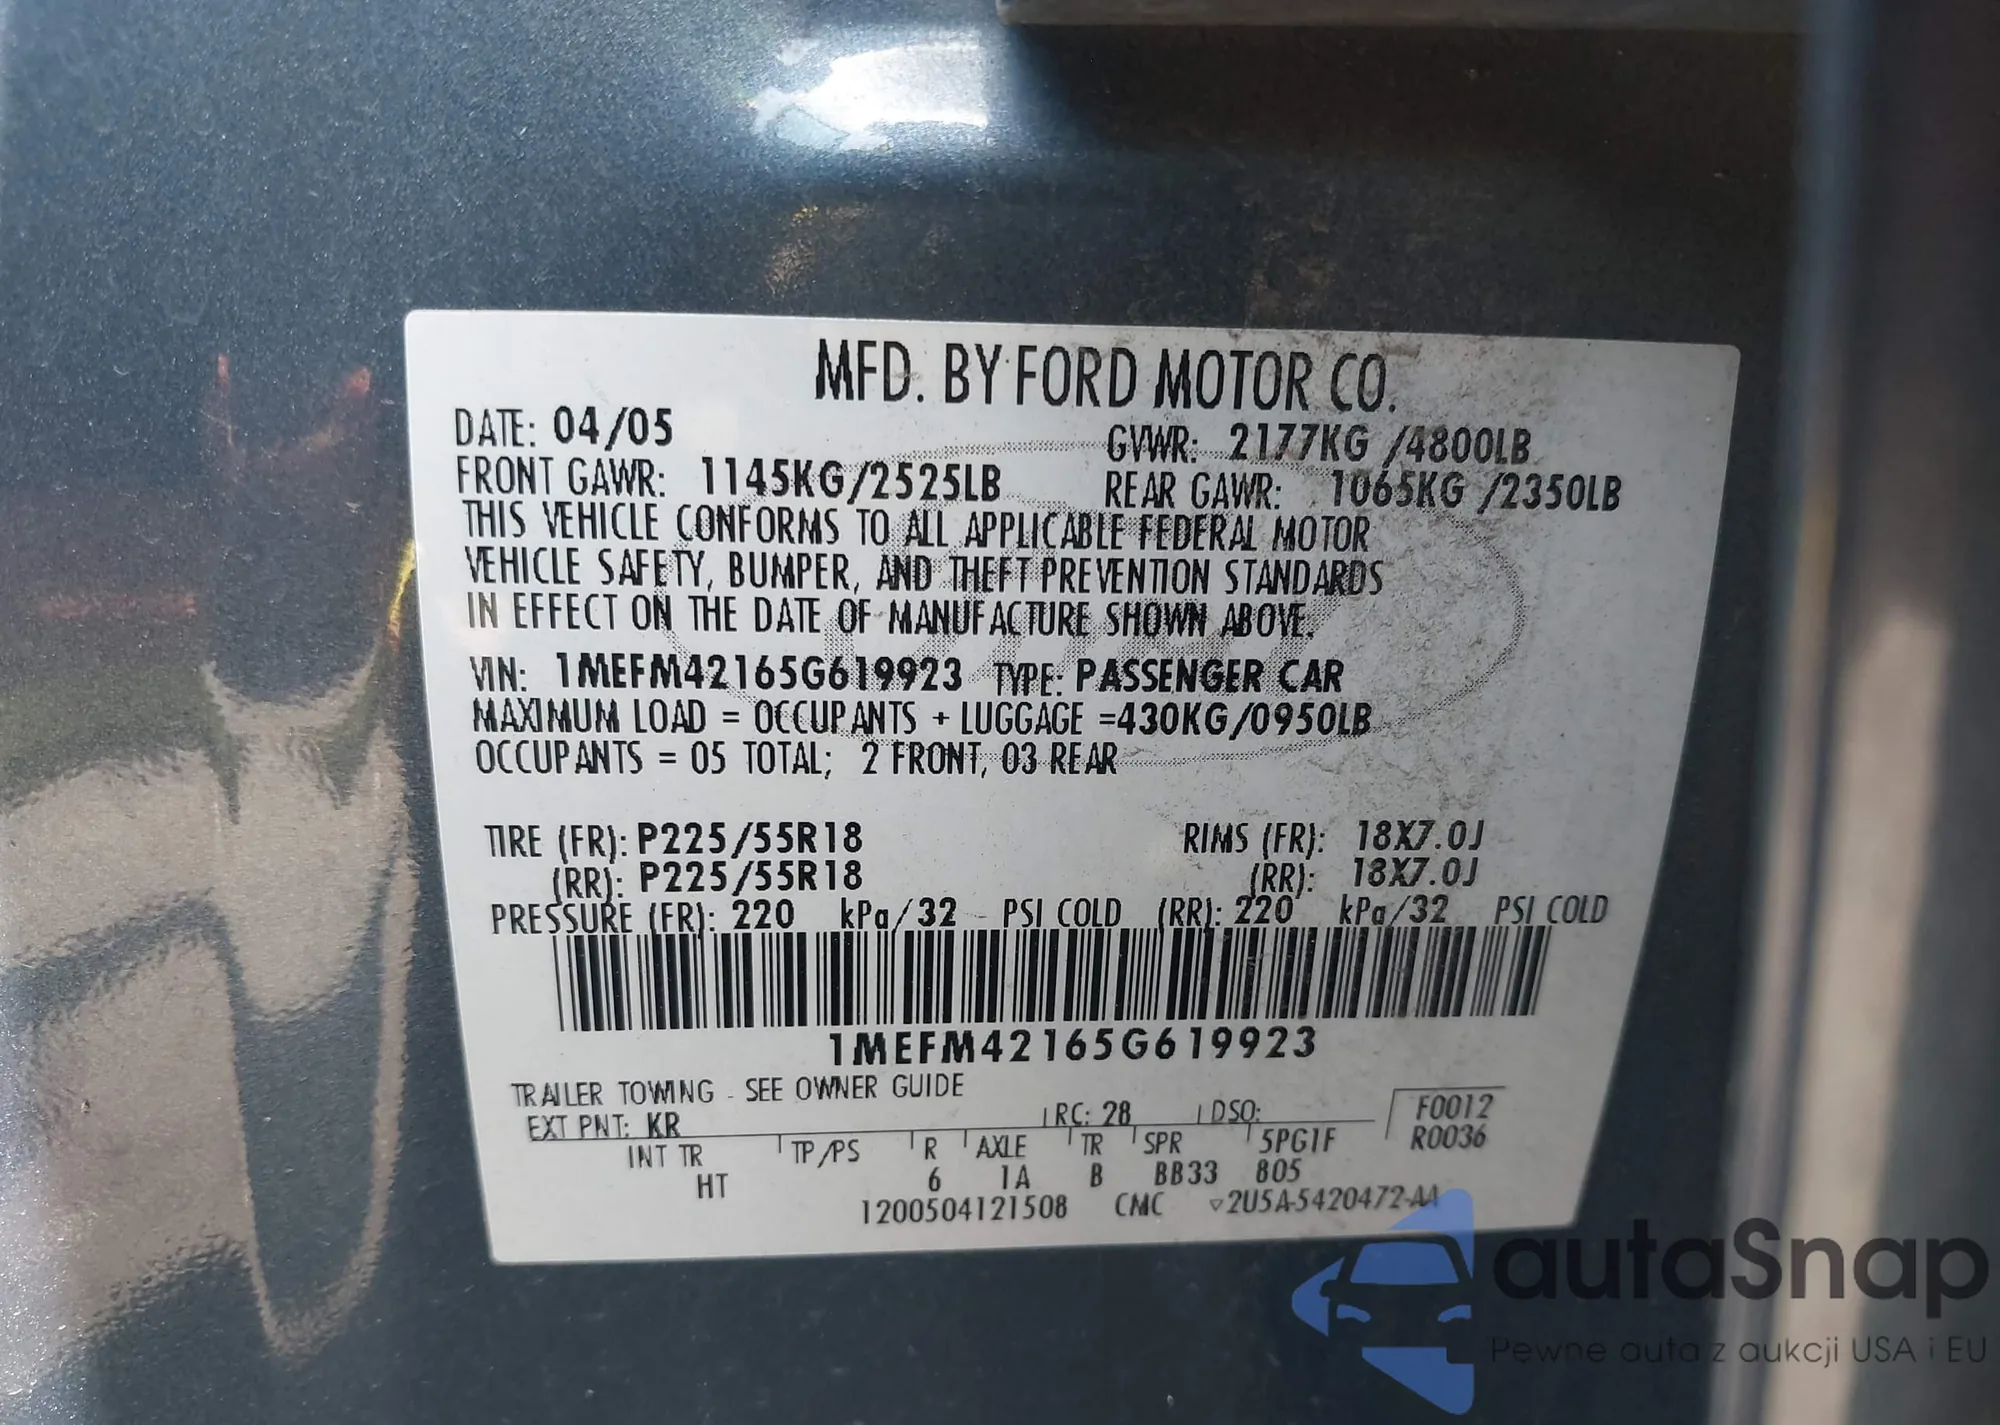 MFD. BY FORD MOTOR CO.
DATE: 04/05 GVWR: 2177KG /4800LB
FRONT GAWR: 1145KG/2525LB REAR GAWR: 1065KG /2350LB
THIS VEHICLE CONFORMS TO ALL APPLICABLE FEDERAL MOTOR
VEHICLE SAFETY, BUMPER, AND THEFT PREVENTION STANDARDS
IN EFFECT ON THE DATE OF MANUFACTURE SHOWN ABOVE.
VIN: 1MEFM42165G619923 TYPE: PASSENGER CAR
MAXIMUM LOAD = OCCUPANTS + LUGGAGE =430KG/0950LB
OCCUPANTS = 05 TOTAL; 2 FRONT, 03 REAR
TIRE (FR): P225/55R18 RIMS (FR): 18X7.0J
(RR): P225/55R18 (RR): 18X7.0J
PRESSURE (FR): 220 kPa/32 PSI COLD (RR): 220 kPa/32 PSI COLD
1MEFM42165G619923
TRAILER TOWING - SEE OWNER GUIDE
EXT PNT: KR RC: 28 DSO: F0012
INT TR TP/PS R AXLE TR SPR 5PG1F R0036
HT 6 1A B BB33 805
1200504121508 CMC ▽2U5A-5420472-AA
autaSnap
Pewne auta z aukcji USA i EU